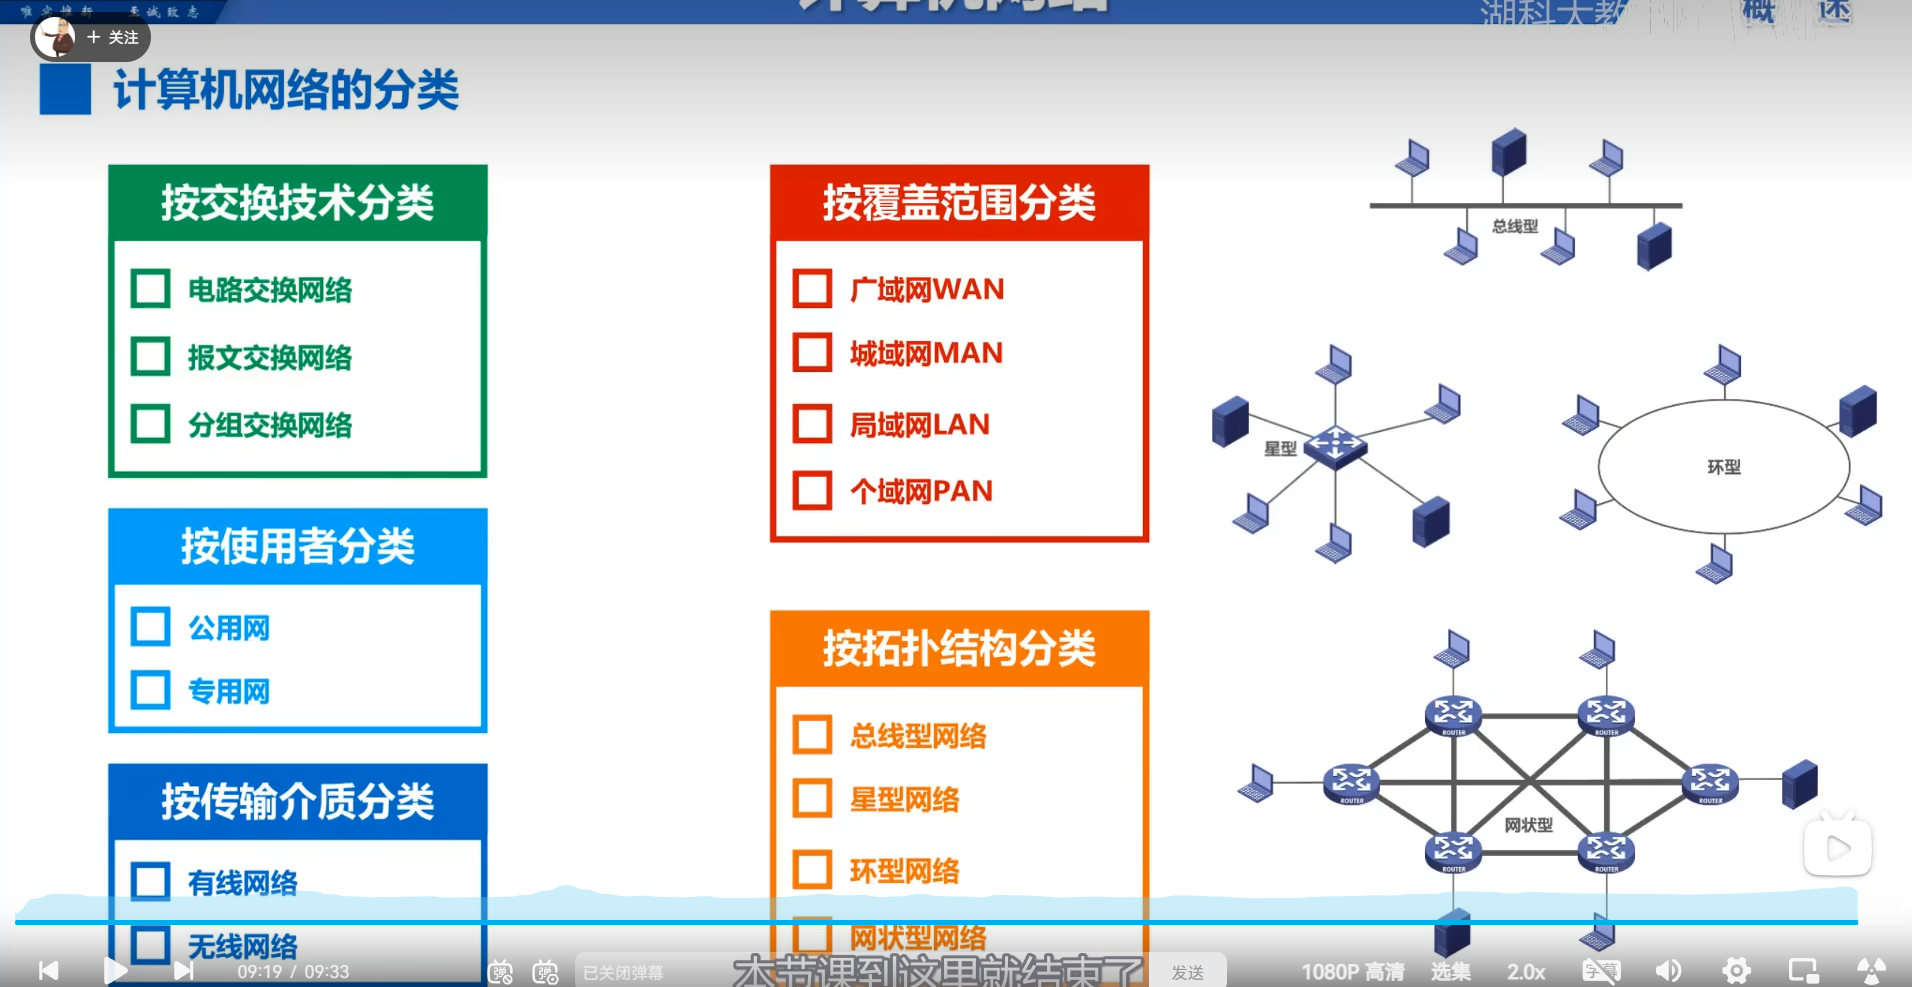 唯实惟新 至诚致志
计算机网络
概述
湖科大教
+ 关注
计算机网络的分类
按交换技术分类
电路交换网络
报文交换网络
分组交换网络
按使用者分类
公用网
专用网
按传输介质分类
有线网络
无线网络
按覆盖范围分类
广域网WAN
城域网MAN
局域网LAN
个域网PAN
按拓扑结构分类
总线型网络
星型网络
环型网络
网状型网络
总线型
星型
环型
ROUTER
ROUTER
ROUTER
ROUTER
网状型
ROUTER
ROUTER
本节课到这里就结束了
09:19 / 09:33
弹
弹
已关闭弹幕
发送
1080P 高清
选集
2.0x
字幕